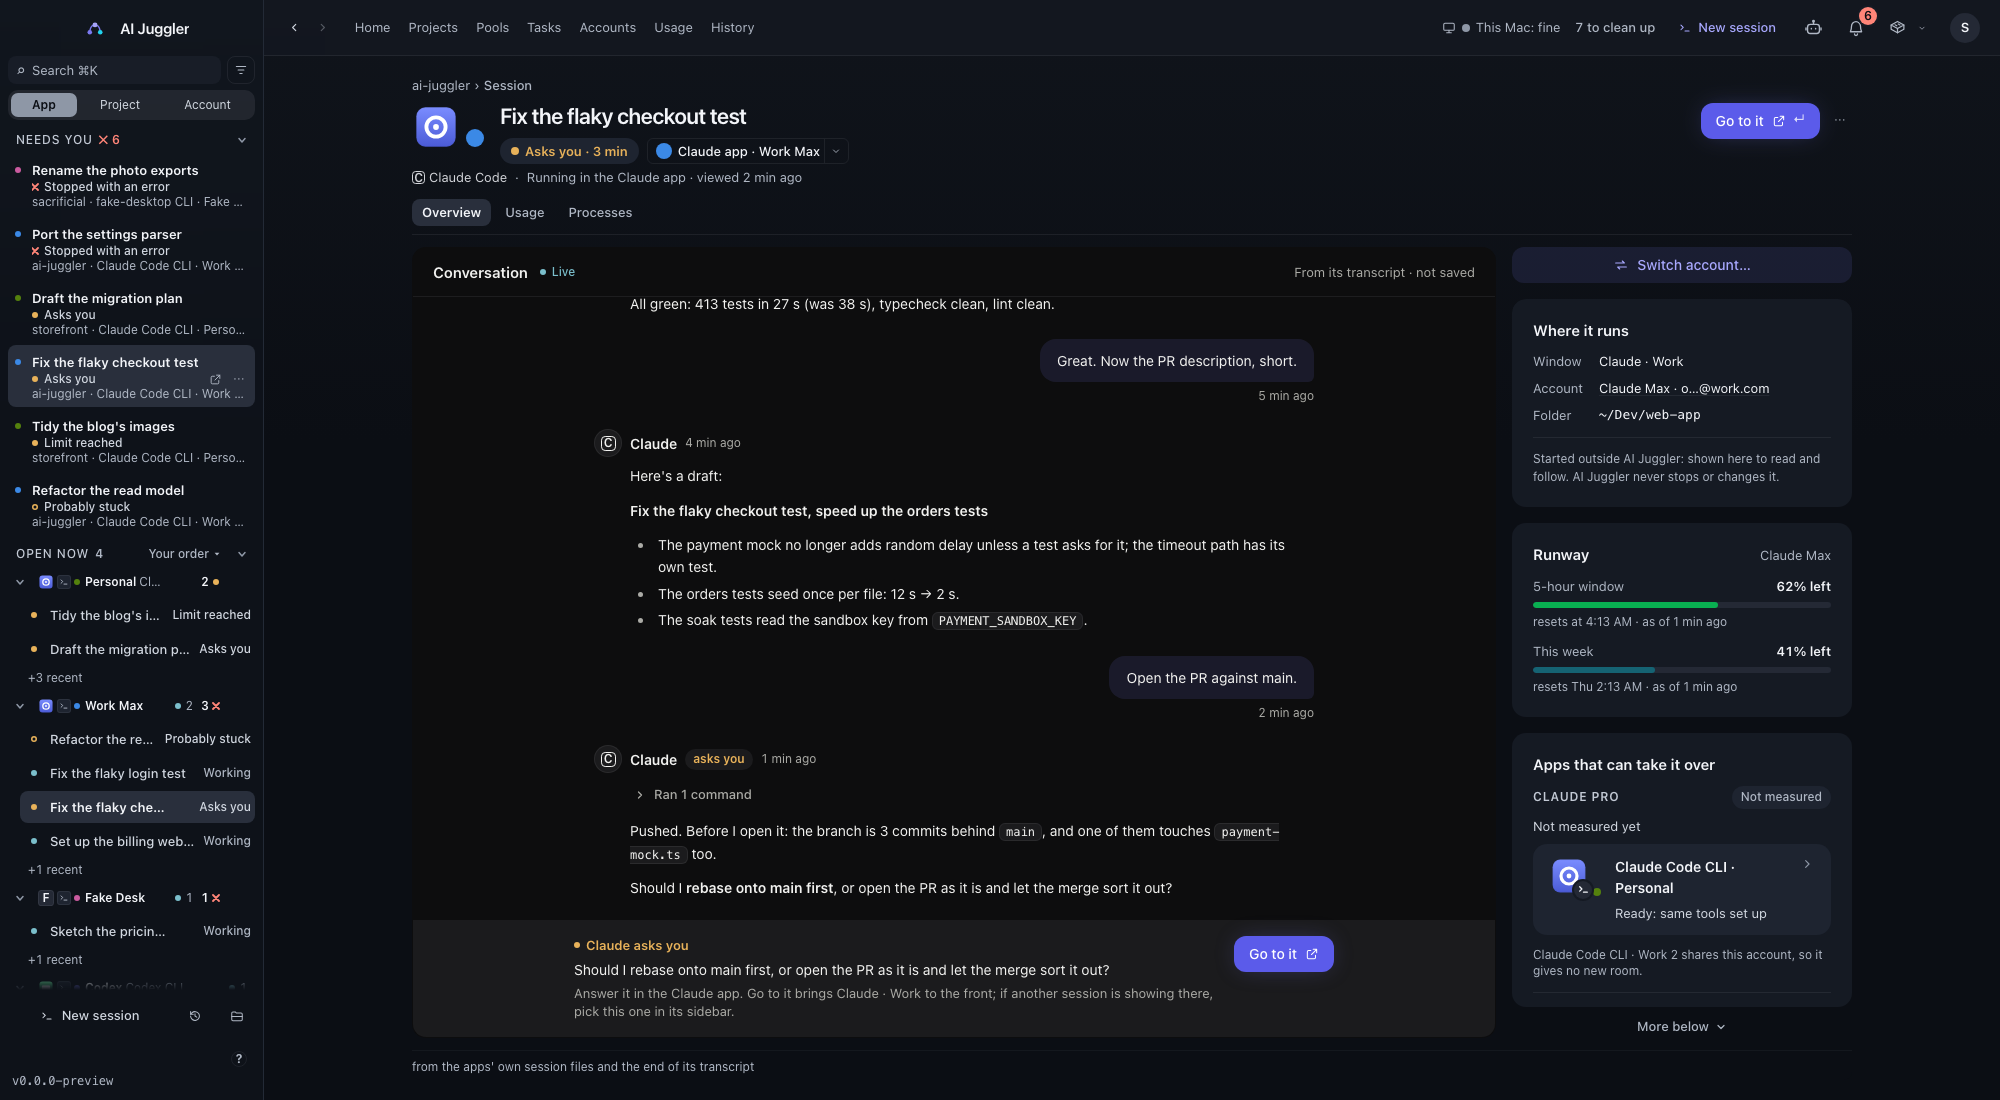 AI Juggler
Search ⌘K
App
Project
Account
NEEDS YOU 6
Rename the photo exports
Stopped with an error
sacrificial · fake-desktop CLI · Fake ...
Port the settings parser
Stopped with an error
ai-juggler · Claude Code CLI · Work ...
Draft the migration plan
Asks you
storefront · Claude Code CLI · Perso...
Fix the flaky checkout test
Asks you
ai-juggler · Claude Code CLI · Work ...
Tidy the blog's images
Limit reached
storefront · Claude Code CLI · Perso...
Refactor the read model
Probably stuck
ai-juggler · Claude Code CLI · Work ...
OPEN NOW 4
Your order
Personal Cl... 2
Tidy the blog's i... Limit reached
Draft the migration p... Asks you
+3 recent
Work Max 2 3
Refactor the re... Probably stuck
Fix the flaky login test Working
Fix the flaky che... Asks you
Set up the billing web... Working
+1 recent
F Fake Desk 1 1
Sketch the pricin... Working
+1 recent
Codex Codex CLI 1
New session
?
v0.0.0-preview
Home Projects Pools Tasks Accounts Usage History
This Mac: fine
7 to clean up
New session
6
S
ai-juggler › Session
Fix the flaky checkout test
Asks you · 3 min
Claude app · Work Max
C Claude Code · Running in the Claude app · viewed 2 min ago
Go to it
Overview
Usage
Processes
Conversation
Live
From its transcript · not saved
All green: 413 tests in 27 s (was 38 s), typecheck clean, lint clean.
Great. Now the PR description, short.
5 min ago
C Claude 4 min ago
Here's a draft:
Fix the flaky checkout test, speed up the orders tests
• The payment mock no longer adds random delay unless a test asks for it; the timeout path has its
own test.
• The orders tests seed once per file: 12 s → 2 s.
• The soak tests read the sandbox key from PAYMENT_SANDBOX_KEY.
Open the PR against main.
2 min ago
C Claude asks you 1 min ago
Ran 1 command
Pushed. Before I open it: the branch is 3 commits behind main, and one of them touches payment-
mock.ts too.
Should I rebase onto main first, or open the PR as it is and let the merge sort it out?
Claude asks you
Should I rebase onto main first, or open the PR as it is and let the merge sort it out?
Answer it in the Claude app. Go to it brings Claude · Work to the front; if another session is showing there,
pick this one in its sidebar.
Go to it
from the apps' own session files and the end of its transcript
Switch account...
Where it runs
Window Claude · Work
Account Claude Max · o...@work.com
Folder ~/Dev/web-app
Started outside AI Juggler: shown here to read and
follow. AI Juggler never stops or changes it.
Runway
Claude Max
5-hour window 62% left
resets at 4:13 AM · as of 1 min ago
This week 41% left
resets Thu 2:13 AM · as of 1 min ago
Apps that can take it over
CLAUDE PRO
Not measured
Not measured yet
Claude Code CLI ·
Personal
Ready: same tools set up
Claude Code CLI · Work 2 shares this account, so it
gives no new room.
More below